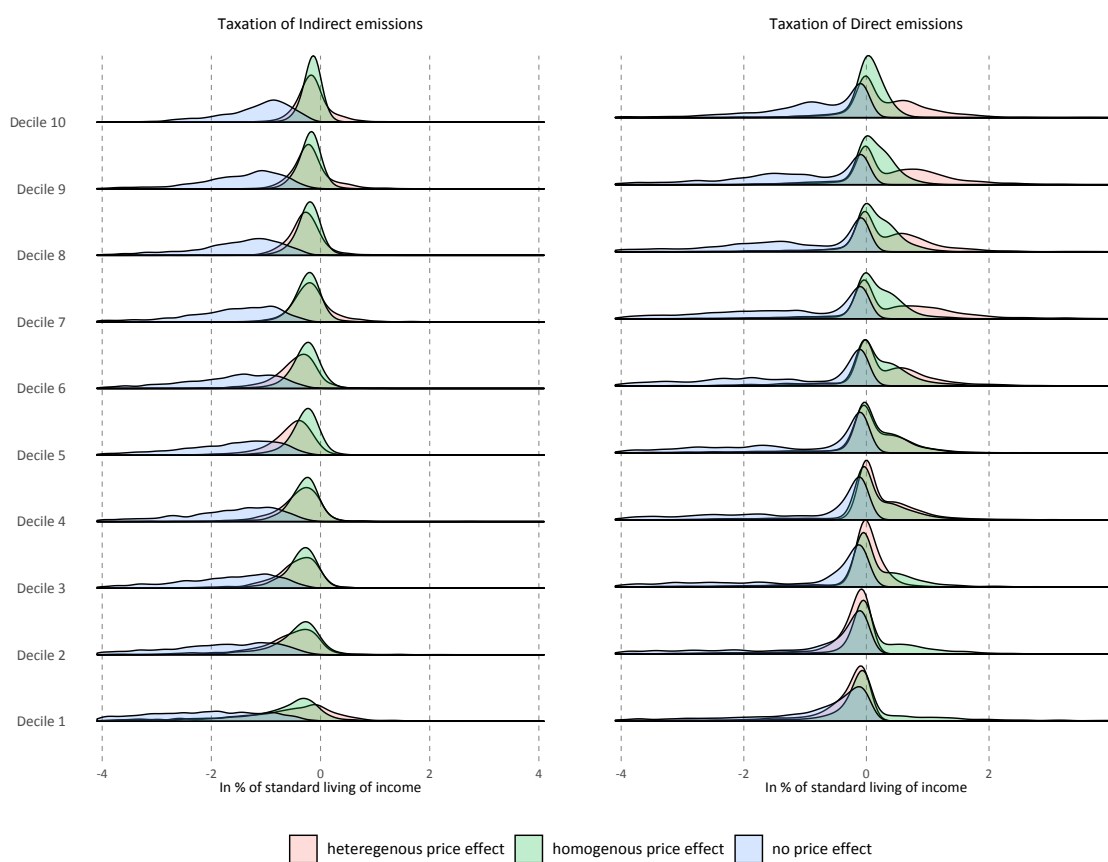 Taxation of Indirect emissions
Taxation of Direct emissions
Decile 10
Decile 9
Decile 8
Decile 7
Decile 6
Decile 5
Decile 4
Decile 3
Decile 2
Decile 1
-4 -2 0 2 4
-4 -2 0 2
In % of standard living of income
In % of standard living of income
heteregenous price effect homogenous price effect no price effect